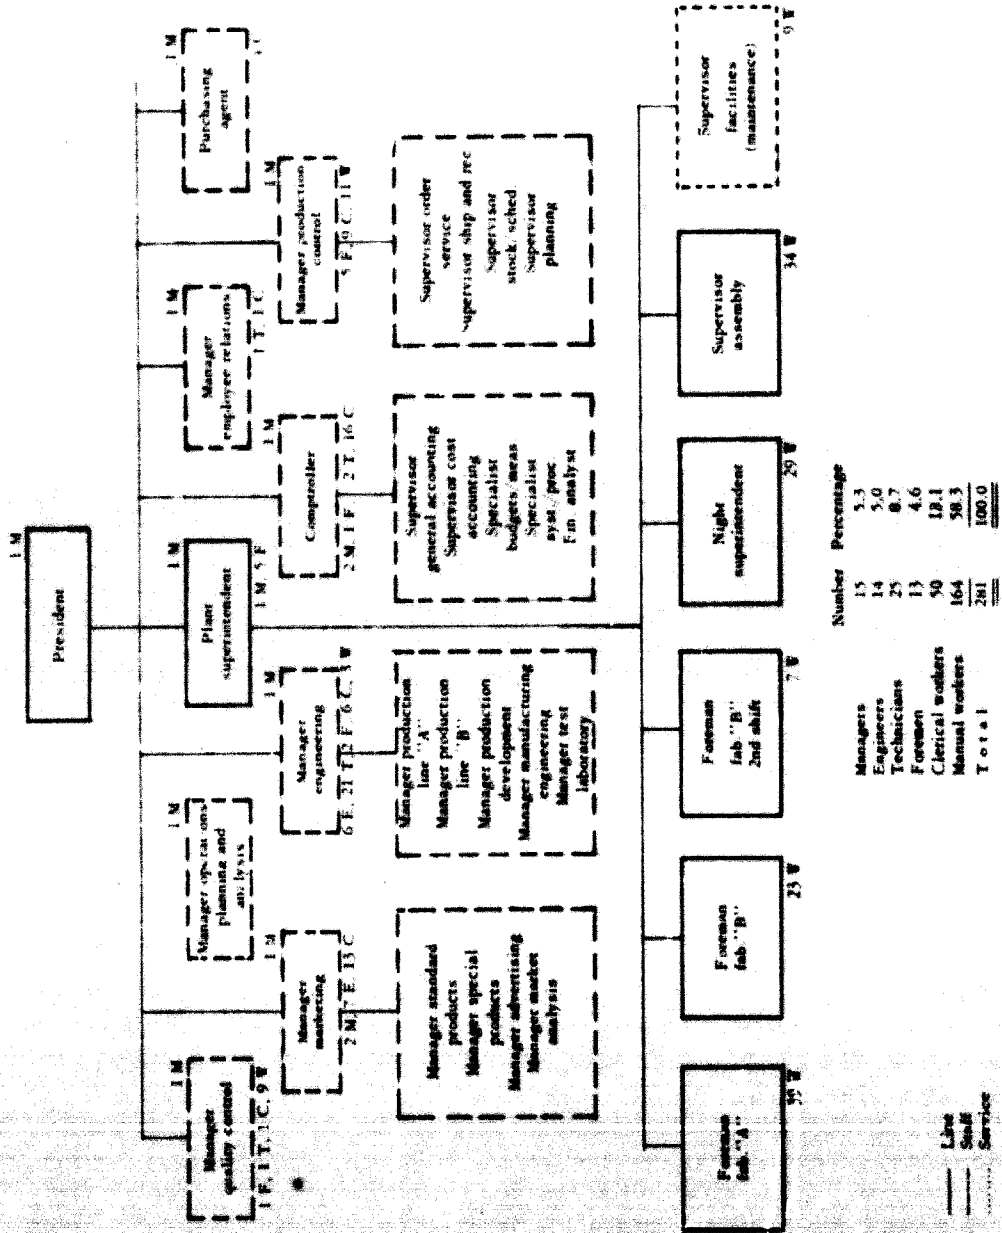 1 M
President
1 M
Manager
quality control
1 F, 1 T, 1 C, 9 W
1 M
Manager operations
planning and
analysis
1 M
Plant
superintendent
1 M, 5 F
1 M
Manager
employee relations
1 T, 1 C
1 M
Purchasing
agent
1 M
Manager
marketing
2 M, 7 E, 13 C
1 M
Manager
engineering
6 E, 21 T, 2 F, 6 C, 3 W
1 M
Comptroller
2 M, 1 F, 2 T, 16 C
1 M
Manager production
control
5 F, 9 C, 11 W
Manager standard
products
Manager special
products
Manager advertising
Manager market
analysis
Manager production
line "A"
Manager production
line "B"
Manager production
development
Manager manufacturing
engineering
Manager test
laboratory
Supervisor
general accounting
Supervisor cost
accounting
Specialist
budgets/meas
Specialist
syst./proc.
Fin. analyst
Supervisor order
service
Supervisor ship and rec
Supervisor
stock/sched
Supervisor
planning
Foreman
fab. "A"
W
Foreman
fab. "B"
23 W
Foreman
fab. "B"
2nd shift
7 W
Night
superintendent
29 W
Supervisor
assembly
34 W
Supervisor
facilities
(maintenance)
9 W
Number Percentage
Managers 15 5.3
Engineers 14 5.0
Technicians 25 8.7
Foremen 13 4.6
Clerical workers 50 18.1
Manual workers 164 58.3
Total 281 100.0
Line
Staff
Service